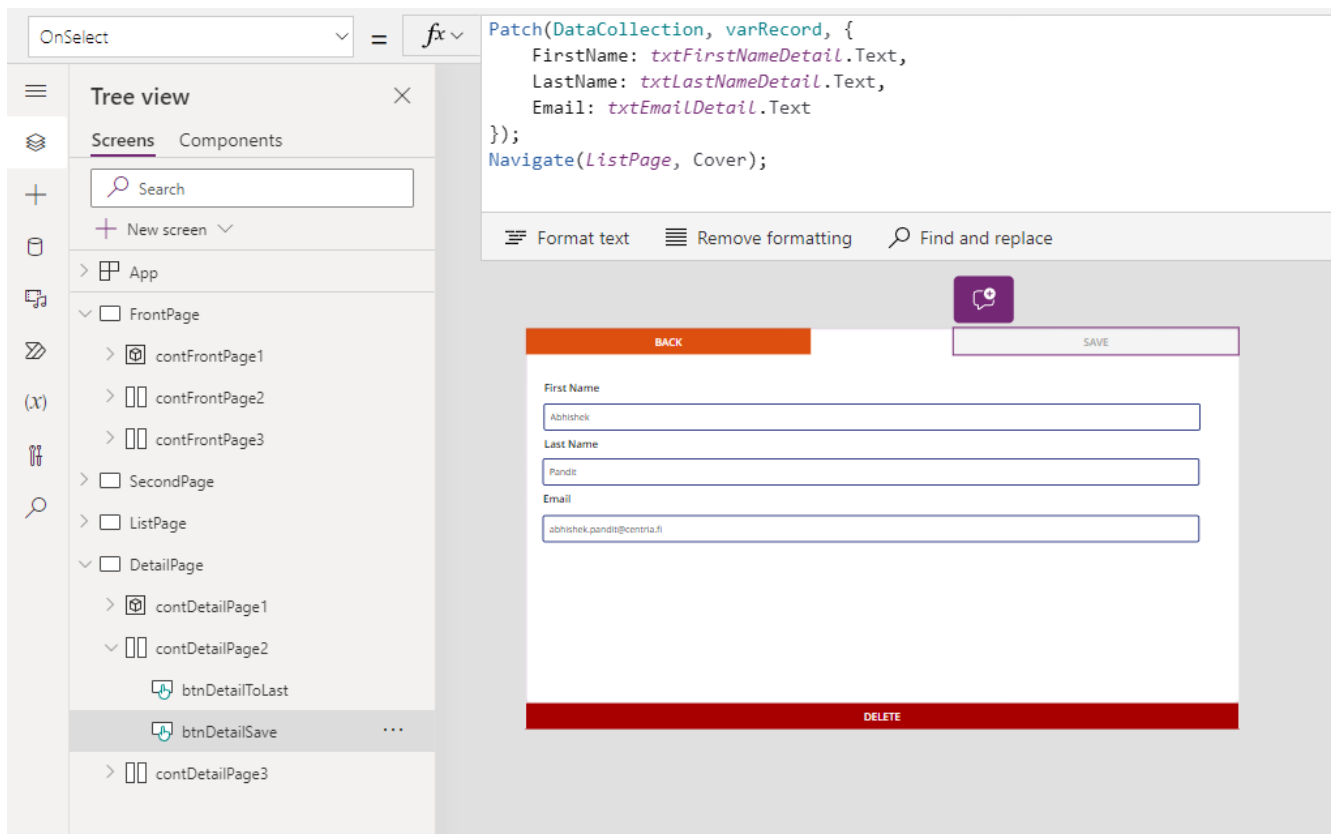 OnSelect
=
fx
Patch(DataCollection, varRecord, {
FirstName: txtFirstNameDetail.Text,
LastName: txtLastNameDetail.Text,
Email: txtEmailDetail.Text
});
Navigate(ListPage, Cover);
Format text
Remove formatting
Find and replace
Tree view
Screens Components
Search
New screen
App
FrontPage
contFrontPage1
contFrontPage2
contFrontPage3
SecondPage
ListPage
DetailPage
contDetailPage1
contDetailPage2
btnDetailToLast
btnDetailSave ...
contDetailPage3
(x)
BACK
SAVE
First Name
Abhishek
Last Name
Pandit
Email
abhishek.pandit@centria.fi
DELETE